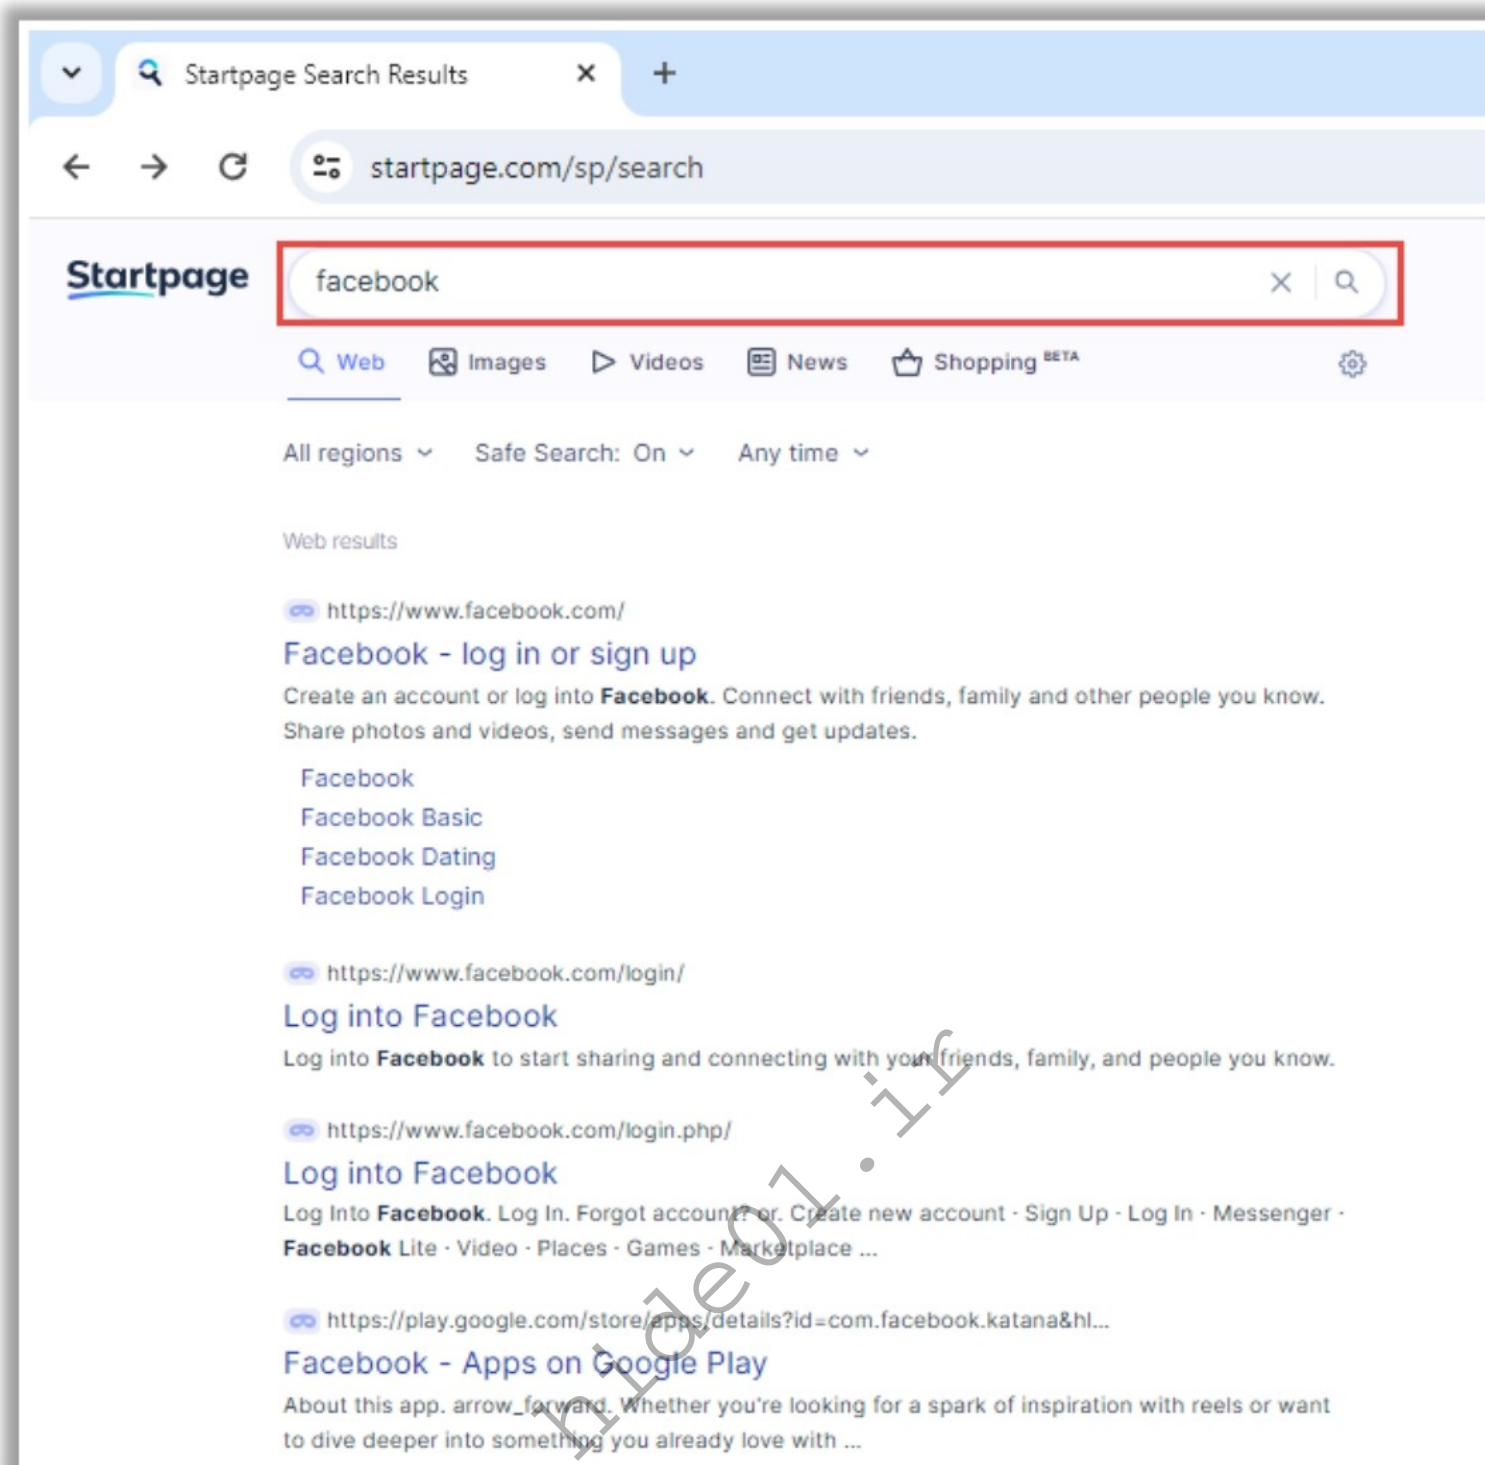 Startpage Search Results
startpage.com/sp/search
Startpage
facebook
Web Images Videos News Shopping BETA
All regions Safe Search: On Any time
Web results
https://www.facebook.com/
Facebook - log in or sign up
Create an account or log into Facebook. Connect with friends, family and other people you know.
Share photos and videos, send messages and get updates.
Facebook
Facebook Basic
Facebook Dating
Facebook Login
https://www.facebook.com/login/
Log into Facebook
Log into Facebook to start sharing and connecting with your friends, family, and people you know.
https://www.facebook.com/login.php/
Log into Facebook
Log Into Facebook. Log In. Forgot account? or. Create new account · Sign Up · Log In · Messenger ·
Facebook Lite · Video · Places · Games · Marketplace ...
https://play.google.com/store/apps/details?id=com.facebook.katana&hl...
Facebook - Apps on Google Play
About this app. arrow_forward. Whether you're looking for a spark of inspiration with reels or want
to dive deeper into something you already love with ...
hide01.ir